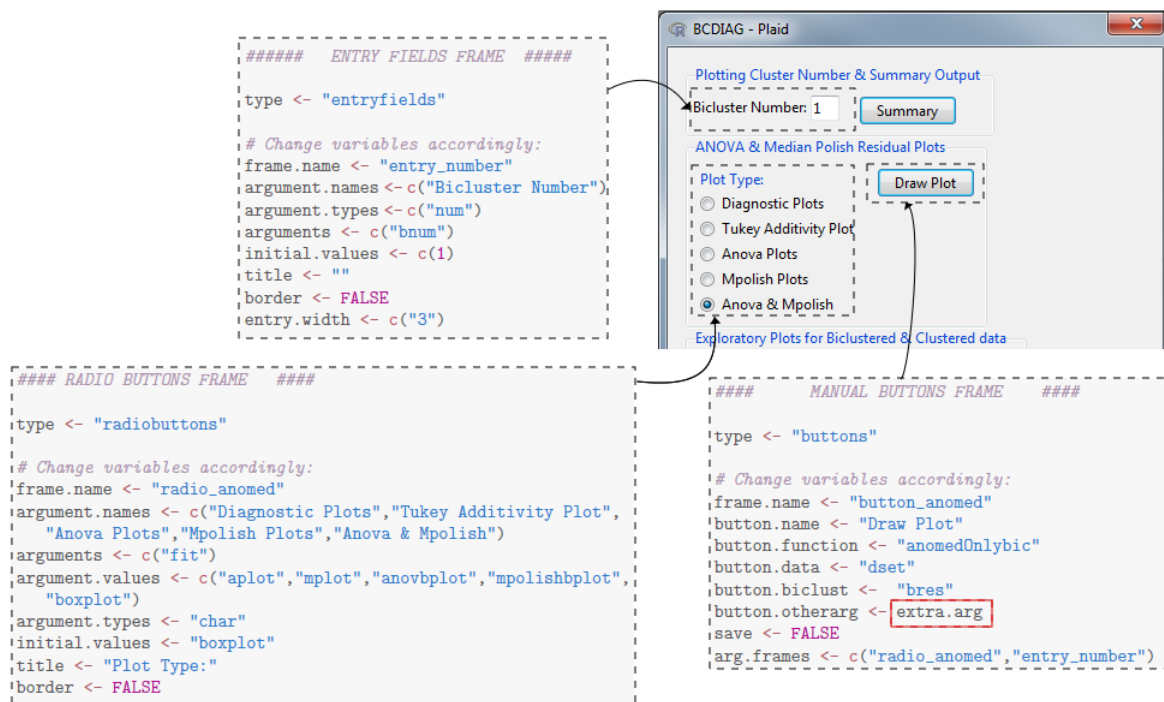 ###### ENTRY FIELDS FRAME #####
type <- "entryfields"
# Change variables accordingly:
frame.name <- "entry_number"
argument.names <- c("Bicluster Number")
argument.types <- c("num")
arguments <- c("bnum")
initial.values <- c(1)
title <- ""
border <- FALSE
entry.width <- c("3")
BCDIAG - Plaid
Plotting Cluster Number & Summary Output
Bicluster Number: 1 Summary
ANOVA & Median Polish Residual Plots
Plot Type:
Draw Plot
Diagnostic Plots
Tukey Additivity Plot
Anova Plots
Mpolish Plots
Anova & Mpolish
Exploratory Plots for Biclustered & Clustered data
#### RADIO BUTTONS FRAME ####
type <- "radiobuttons"
# Change variables accordingly:
frame.name <- "radio_anomed"
argument.names <- c("Diagnostic Plots","Tukey Additivity Plot",
"Anova Plots","Mpolish Plots","Anova & Mpolish")
arguments <- c("fit")
argument.values <- c("aplot","mplot","anovbplot","mpolishbplot",
"boxplot")
argument.types <- "char"
initial.values <- "boxplot"
title <- "Plot Type:"
border <- FALSE
#### MANUAL BUTTONS FRAME ####
type <- "buttons"
# Change variables accordingly:
frame.name <- "button_anomed"
button.name <- "Draw Plot"
button.function <- "anomedOnlybic"
button.data <- "dset"
button.biclust <- "bres"
button.otherarg <- extra.arg
save <- FALSE
arg.frames <- c("radio_anomed","entry_number")